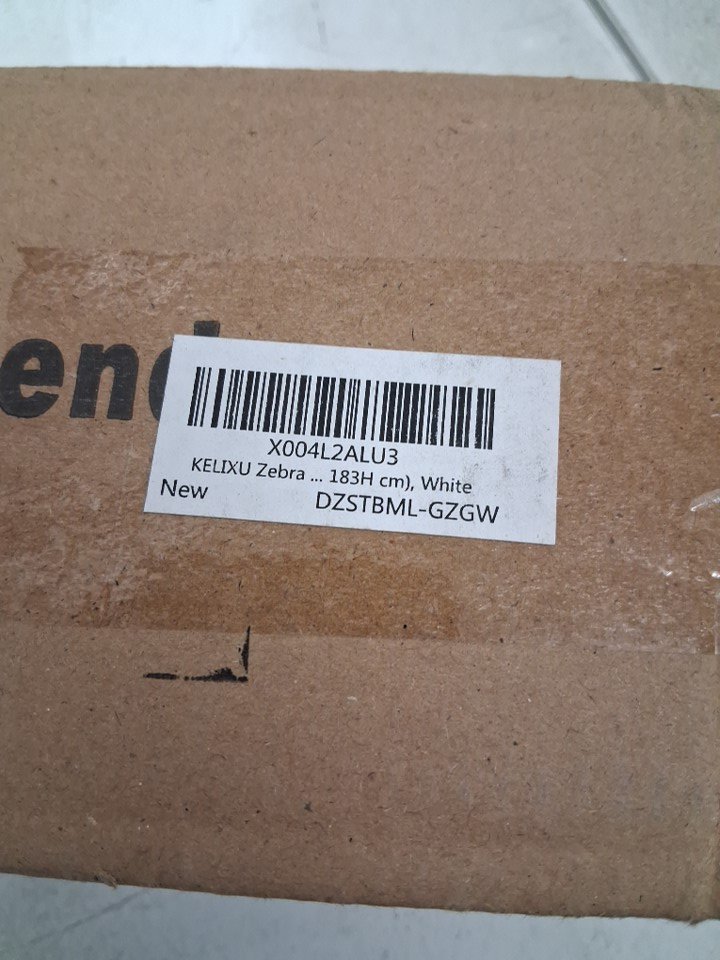 end
X004L2ALU3
KELIXU Zebra ... 183H cm), White
New
DZSTBML-GZGW